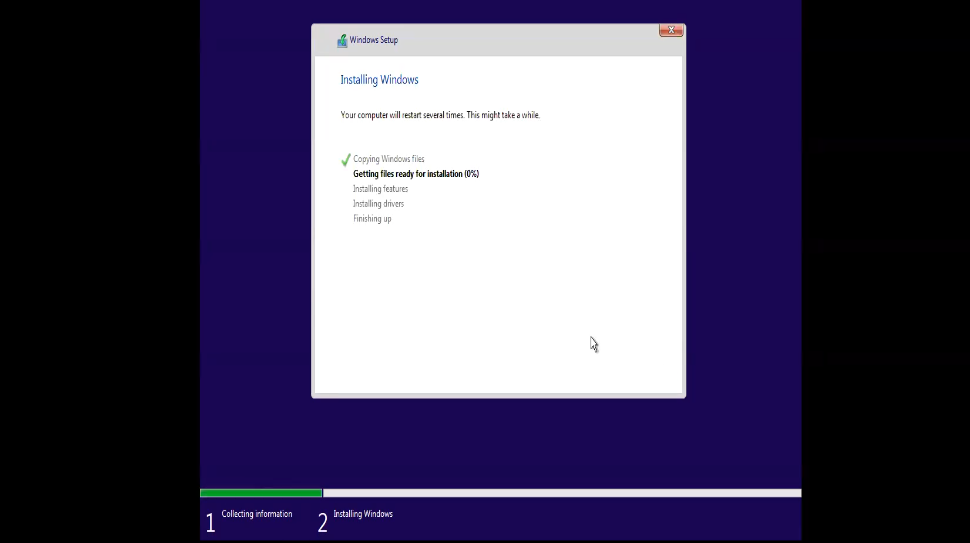 Windows Setup
Installing Windows
Your computer will restart several times. This might take a while.
Copying Windows files
Getting files ready for installation (0%)
Installing features
Installing drivers
Finishing up
1 Collecting information
2 Installing Windows